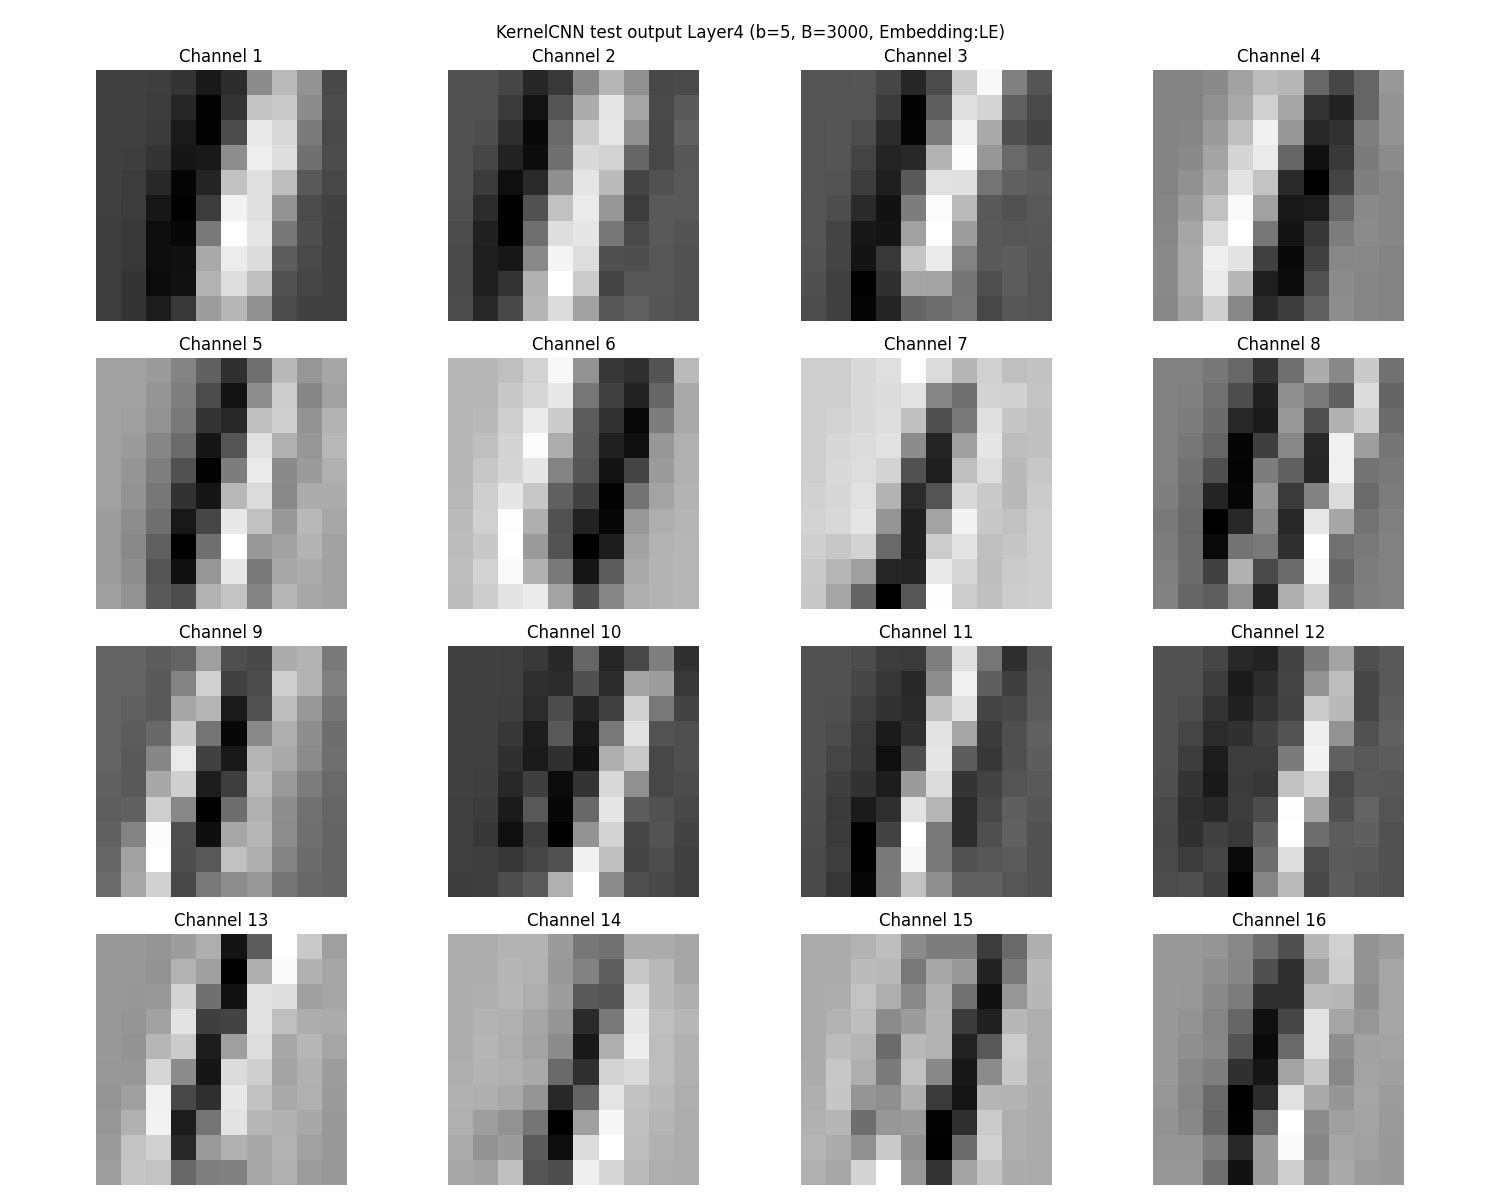 KernelCNN test output Layer4 (b=5, B=3000, Embedding:LE)
Channel 1
Channel 2
Channel 3
Channel 4
Channel 5
Channel 6
Channel 7
Channel 8
Channel 9
Channel 10
Channel 11
Channel 12
Channel 13
Channel 14
Channel 15
Channel 16